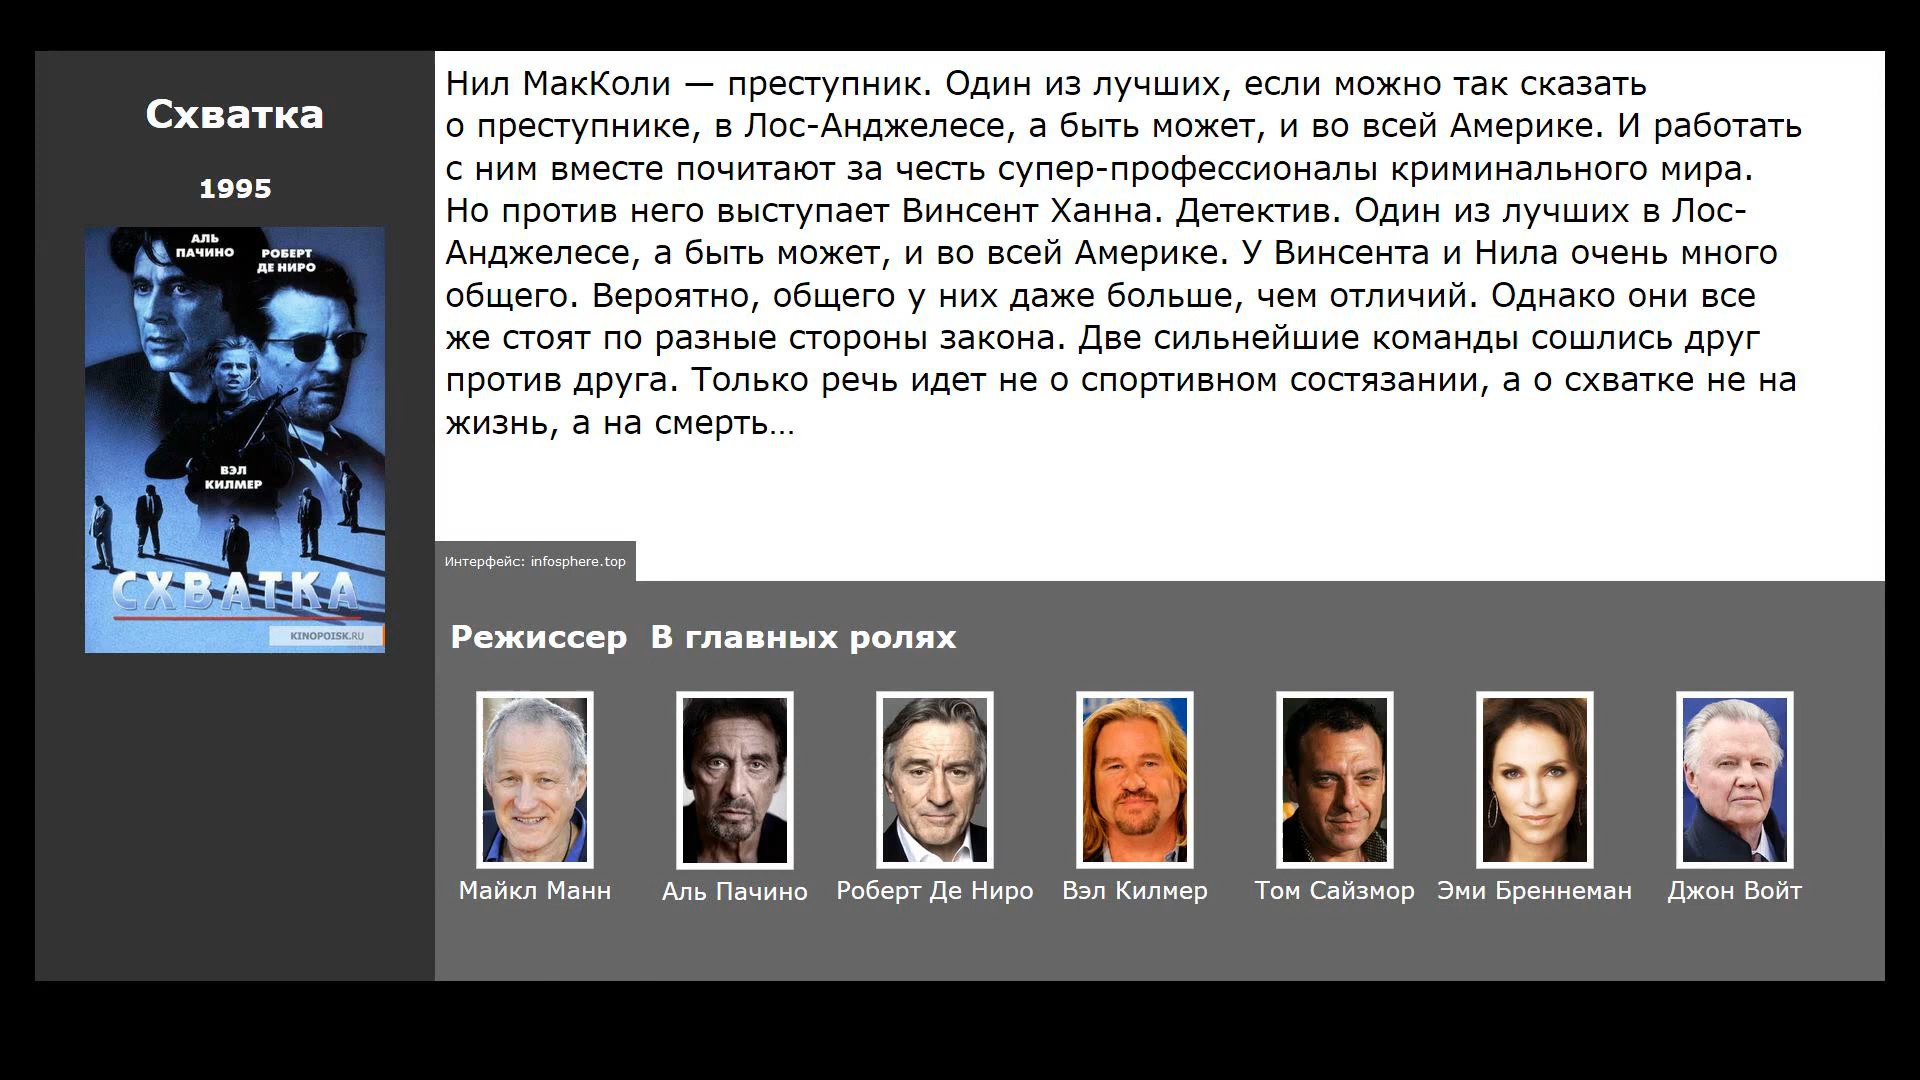 Схватка
1995
АЛЬ
ПАЧИНО
РОБЕРТ
ДЕ НИРО
ВЭЛ
КИЛМЕР
СХВАТКА
KINOPOISK.RU
Нил МакКоли — преступник. Один из лучших, если можно так сказать
о преступнике, в Лос-Анджелесе, а быть может, и во всей Америке. И работать
с ним вместе почитают за честь супер-профессионалы криминального мира.
Но против него выступает Винсент Ханна. Детектив. Один из лучших в Лос-
Анджелесе, а быть может, и во всей Америке. У Винсента и Нила очень много
общего. Вероятно, общего у них даже больше, чем отличий. Однако они все
же стоят по разные стороны закона. Две сильнейшие команды сошлись друг
против друга. Только речь идет не о спортивном состязании, а о схватке не на
жизнь, а на смерть…
Интерфейс: infosphere.top
Режиссер В главных ролях
Майкл Манн Аль Пачино Роберт Де Ниро Вэл Килмер Том Сайзмор Эми Бреннеман Джон Войт